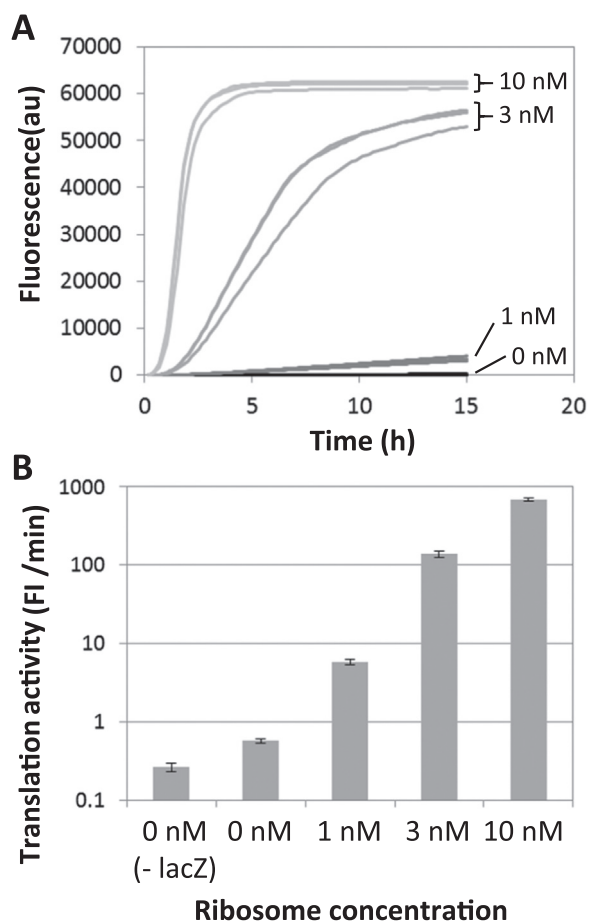 A
Fluorescence(au)
70000
60000
50000
40000
30000
20000
10000
0
10 nM
3 nM
1 nM
0 nM
0 5 10 15 20
Time (h)
B
Translation activity (FI /min)
1000
100
10
1
0.1
0 nM 0 nM 1 nM 3 nM 10 nM
(- lacZ)
Ribosome concentration